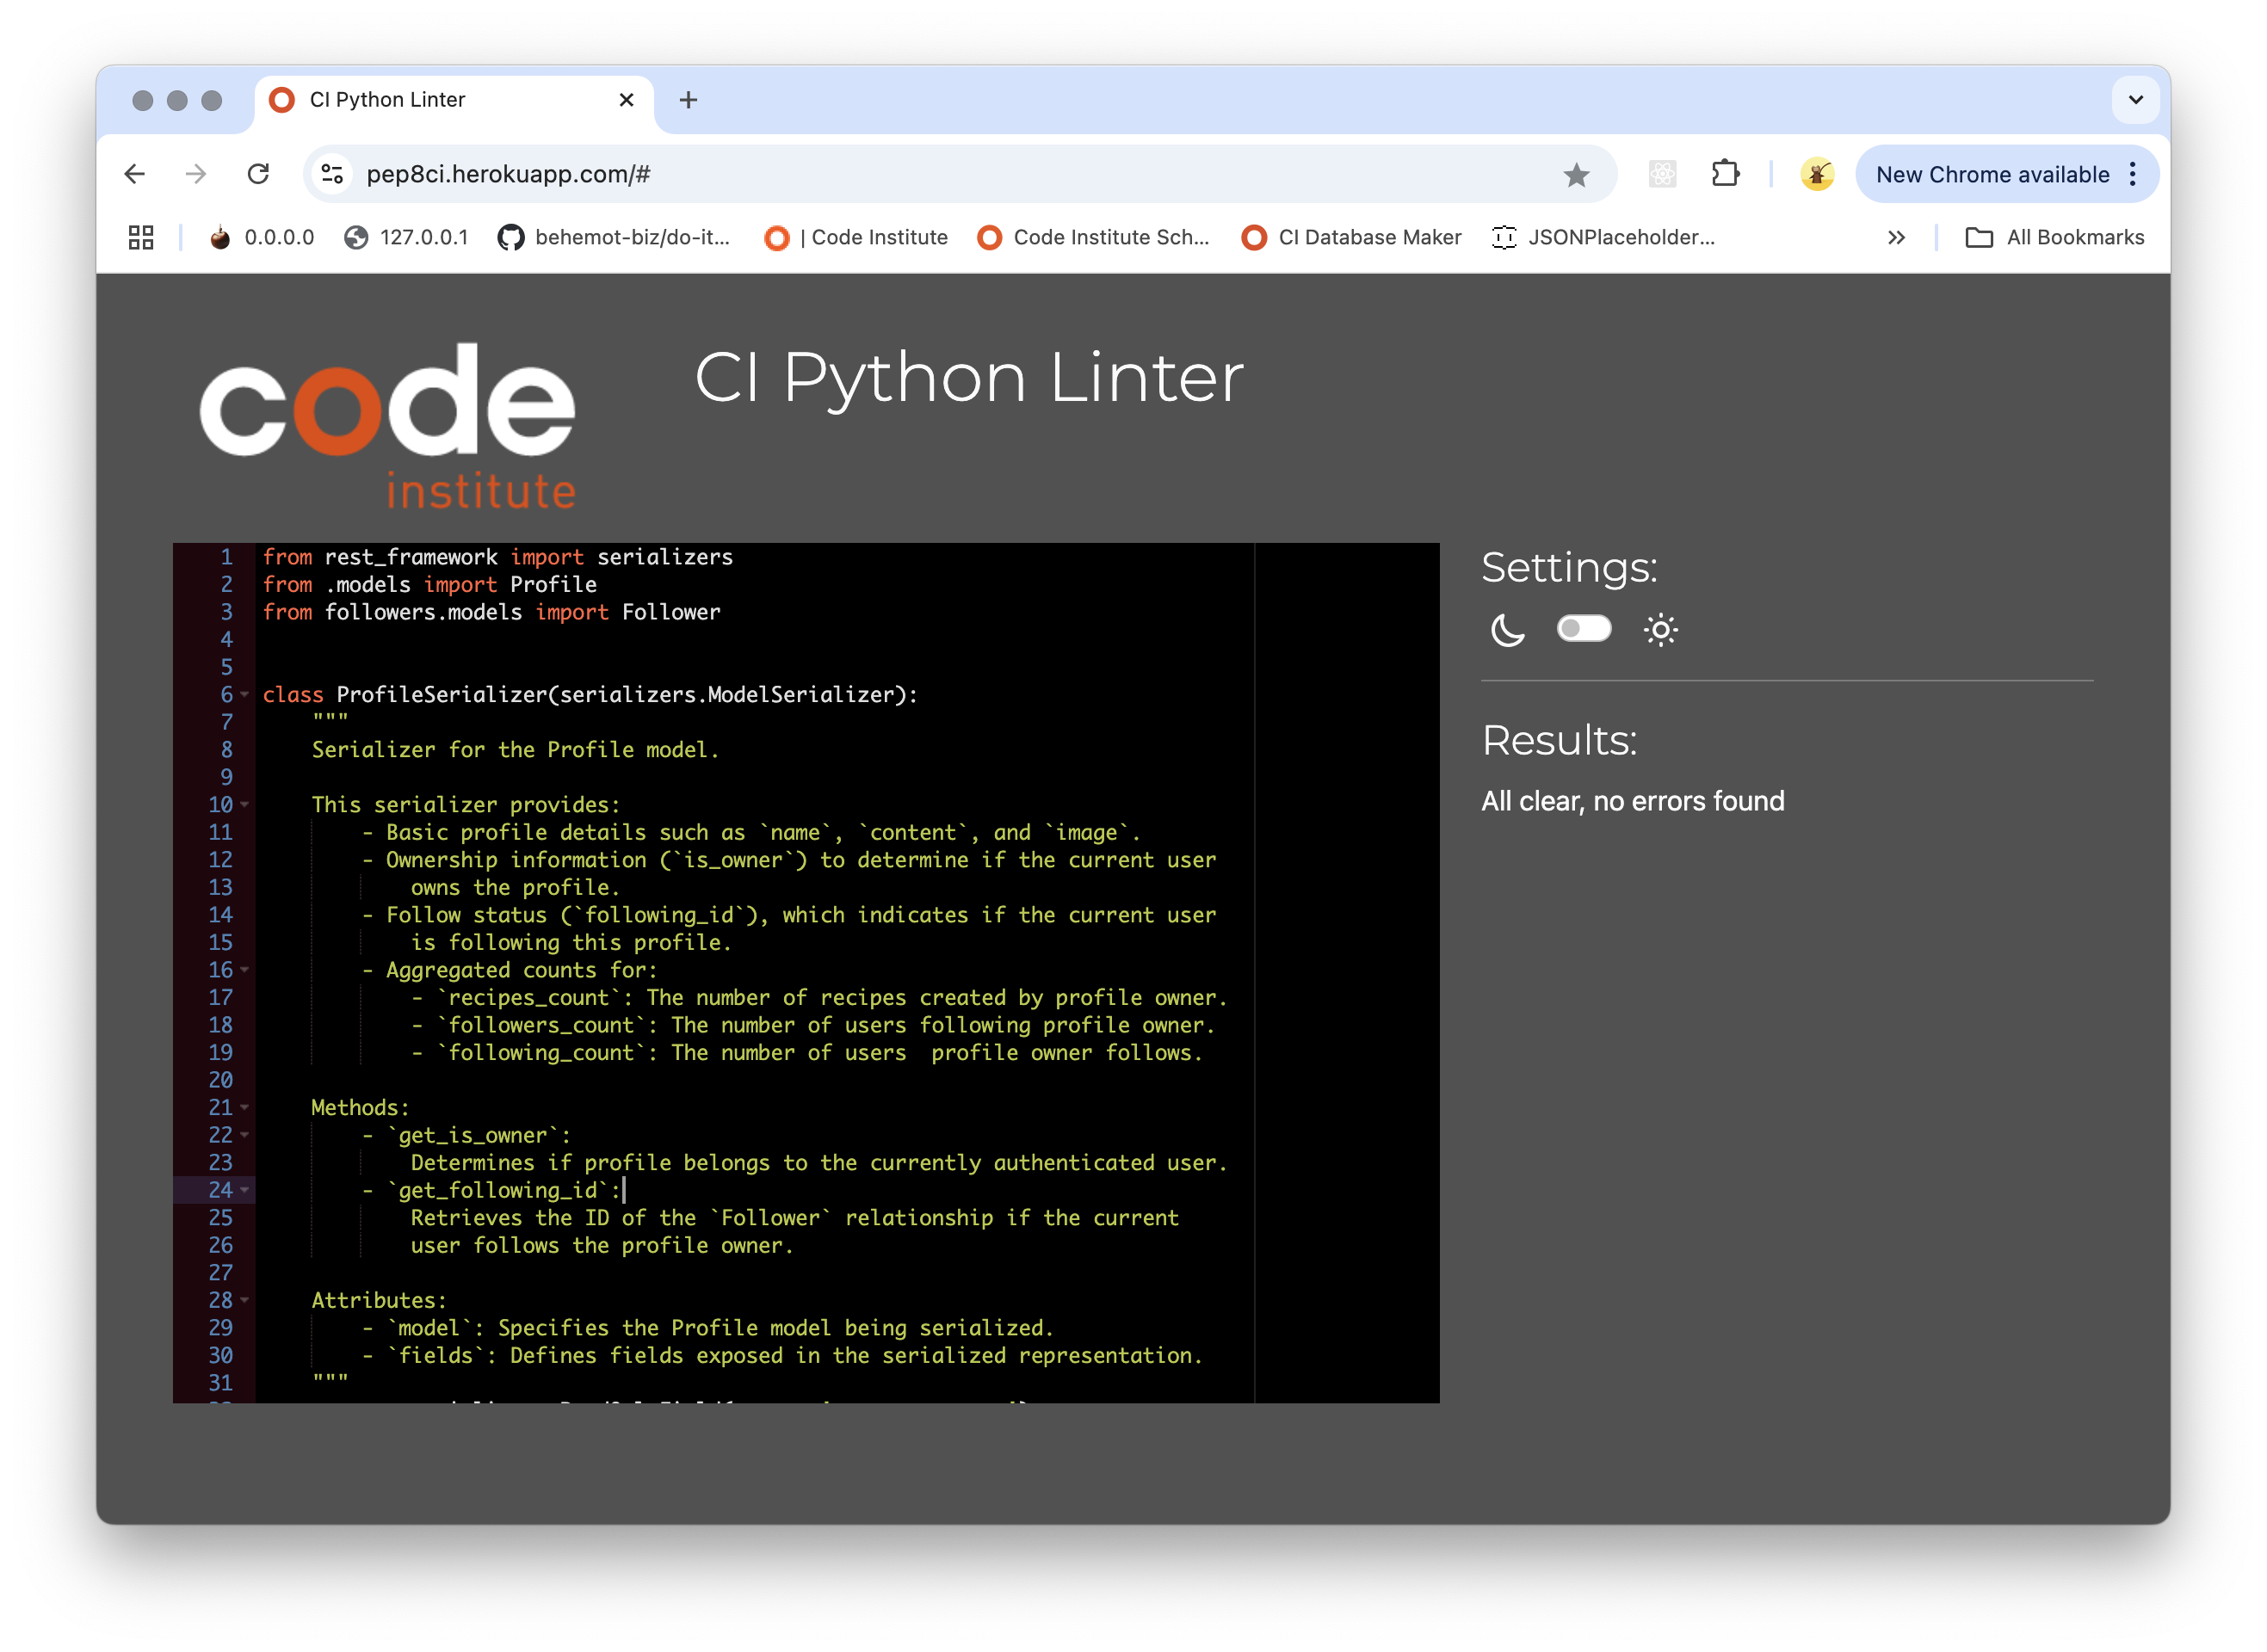 CI Python Linter
pep8ci.herokuapp.com/#
New Chrome available
0.0.0.0
127.0.0.1
behemot-biz/do-it...
| Code Institute
Code Institute Sch...
CI Database Maker
JSONPlaceholder...
All Bookmarks
code
institute
CI Python Linter
1 from rest_framework import serializers
2 from .models import Profile
3 from followers.models import Follower
4
5
6 class ProfileSerializer(serializers.ModelSerializer):
7 """
8 Serializer for the Profile model.
9
10 This serializer provides:
11 - Basic profile details such as `name`, `content`, and `image`.
12 - Ownership information (`is_owner`) to determine if the current user
13 owns the profile.
14 - Follow status (`following_id`), which indicates if the current user
15 is following this profile.
16 - Aggregated counts for:
17 - `recipes_count`: The number of recipes created by profile owner.
18 - `followers_count`: The number of users following profile owner.
19 - `following_count`: The number of users  profile owner follows.
20
21 Methods:
22 - `get_is_owner`:
23 Determines if profile belongs to the currently authenticated user.
24 - `get_following_id`:
25 Retrieves the ID of the `Follower` relationship if the current
26 user follows the profile owner.
27
28 Attributes:
29 - `model`: Specifies the Profile model being serialized.
30 - `fields`: Defines fields exposed in the serialized representation.
31 """
Settings:
Results:
All clear, no errors found